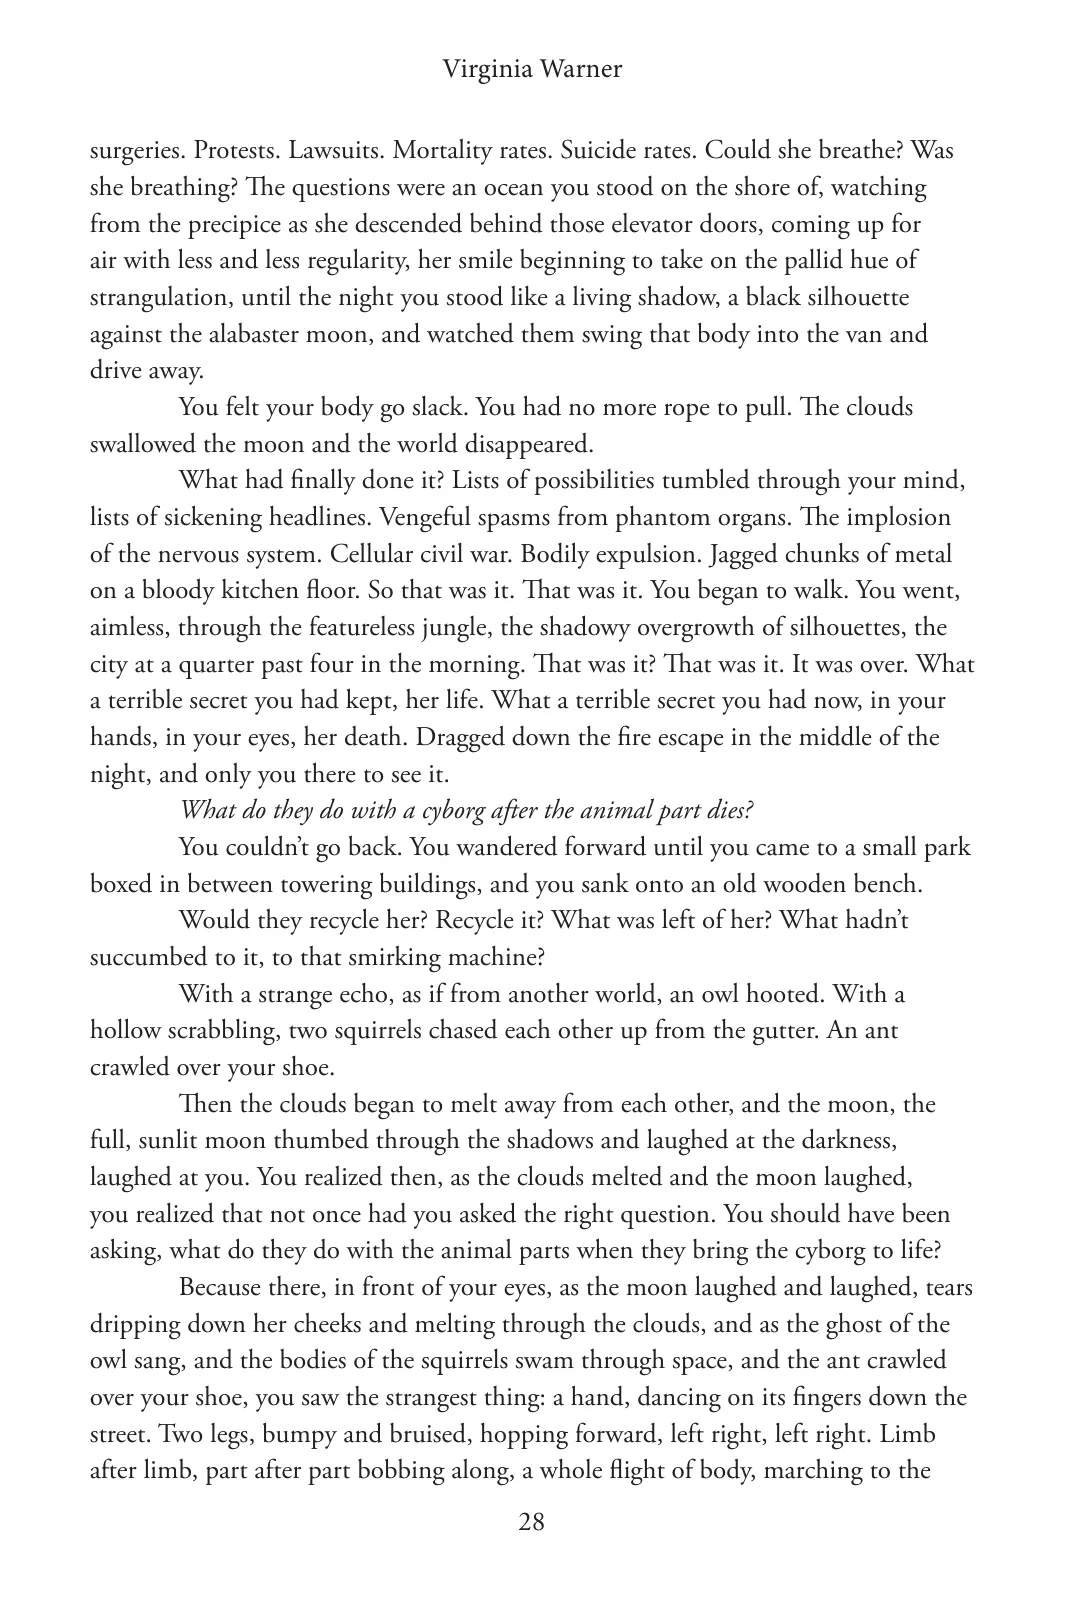 Virginia Warner
surgeries. Protests. Lawsuits. Mortality rates. Suicide rates. Could she breathe? Was
she breathing? The questions were an ocean you stood on the shore of, watching
from the precipice as she descended behind those elevator doors, coming up for
air with less and less regularity, her smile beginning to take on the pallid hue of
strangulation, until the night you stood like a living shadow, a black silhouette
against the alabaster moon, and watched them swing that body into the van and
drive away.
You felt your body go slack. You had no more rope to pull. The clouds
swallowed the moon and the world disappeared.
What had finally done it? Lists of possibilities tumbled through your mind,
lists of sickening headlines. Vengeful spasms from phantom organs. The implosion
of the nervous system. Cellular civil war. Bodily expulsion. Jagged chunks of metal
on a bloody kitchen floor. So that was it. That was it. You began to walk. You went,
aimless, through the featureless jungle, the shadowy overgrowth of silhouettes, the
city at a quarter past four in the morning. That was it? That was it. It was over. What
a terrible secret you had kept, her life. What a terrible secret you had now, in your
hands, in your eyes, her death. Dragged down the fire escape in the middle of the
night, and only you there to see it.
What do they do with a cyborg after the animal part dies?
You couldn’t go back. You wandered forward until you came to a small park
boxed in between towering buildings, and you sank onto an old wooden bench.
Would they recycle her? Recycle it? What was left of her? What hadn’t
succumbed to it, to that smirking machine?
With a strange echo, as if from another world, an owl hooted. With a
hollow scrabbling, two squirrels chased each other up from the gutter. An ant
crawled over your shoe.
Then the clouds began to melt away from each other, and the moon, the
full, sunlit moon thumbed through the shadows and laughed at the darkness,
laughed at you. You realized then, as the clouds melted and the moon laughed,
you realized that not once had you asked the right question. You should have been
asking, what do they do with the animal parts when they bring the cyborg to life?
Because there, in front of your eyes, as the moon laughed and laughed, tears
dripping down her cheeks and melting through the clouds, and as the ghost of the
owl sang, and the bodies of the squirrels swam through space, and the ant crawled
over your shoe, you saw the strangest thing: a hand, dancing on its fingers down the
street. Two legs, bumpy and bruised, hopping forward, left right, left right. Limb
after limb, part after part bobbing along, a whole flight of body, marching to the
28